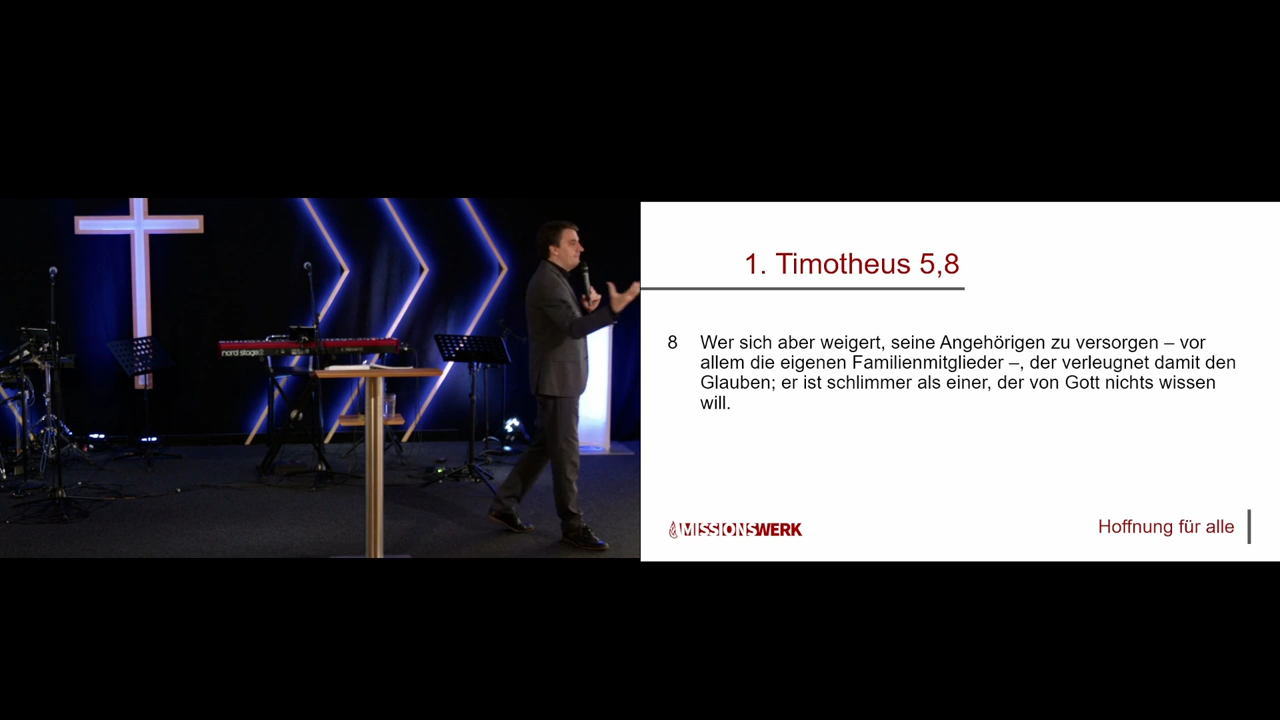 nord stage 2
1. Timotheus 5,8
8 Wer sich aber weigert, seine Angehörigen zu versorgen – vor
allem die eigenen Familienmitglieder –, der verleugnet damit den
Glauben; er ist schlimmer als einer, der von Gott nichts wissen
will.
MISSIONSWERK
Hoffnung für alle